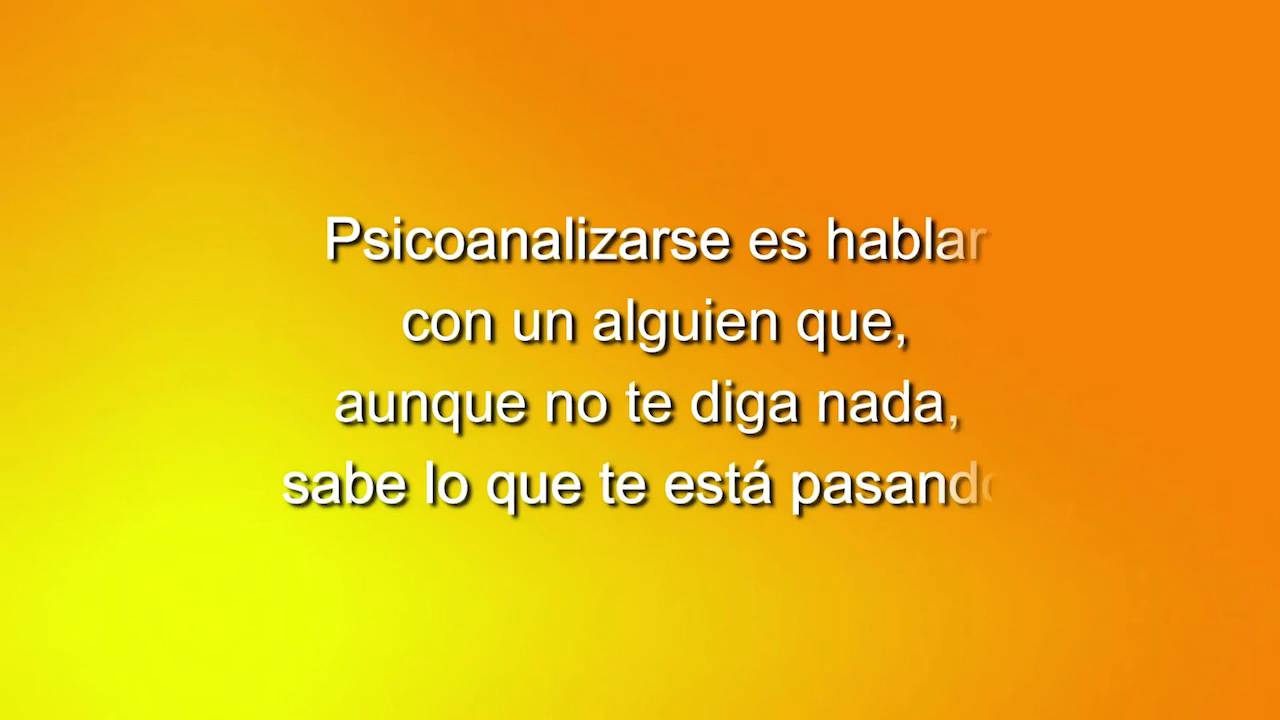 Psicoanalizarse es hablar
con un alguien que,
aunque no te diga nada,
sabe lo que te está pasando